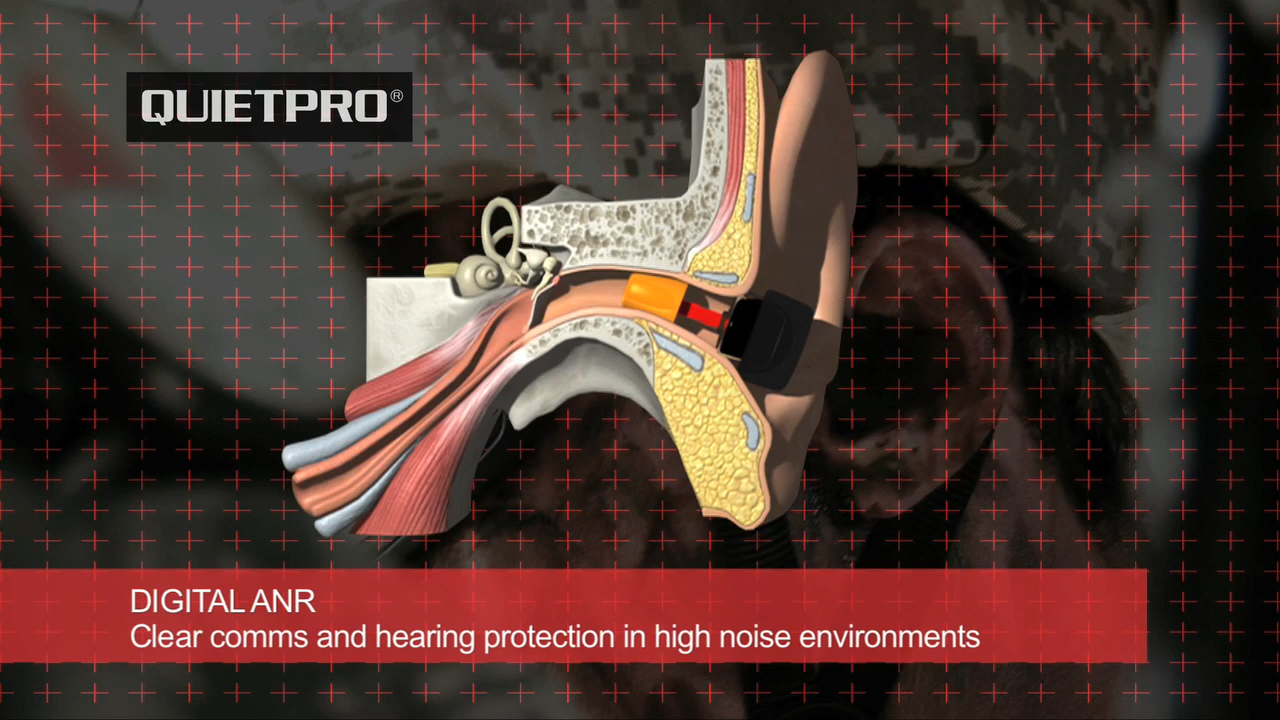 QUIETPRO®
DIGITAL ANR
Clear comms and hearing protection in high noise environments